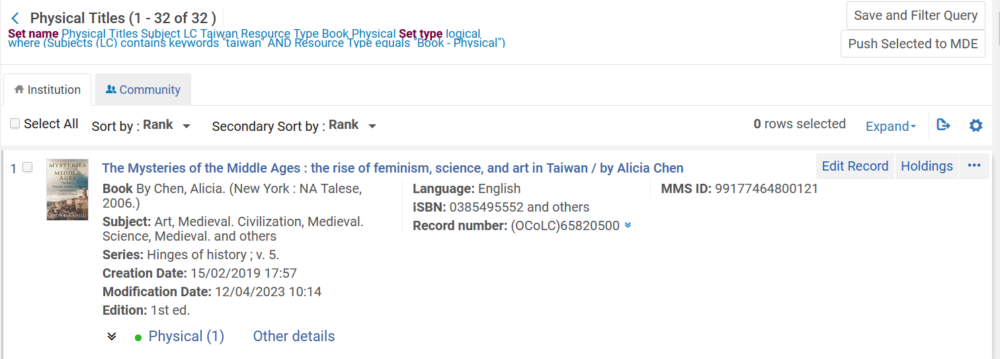 Physical Titles (1 - 32 of 32 )
Save and Filter Query
Set name Physical Titles Subject LC Taiwan Resource Type Book Physical Set type logical
where (Subjects (LC) contains keywords "taiwan" AND Resource Type equals "Book - Physical")
Push Selected to MDE
Institution
Community
Select All
Sort by : Rank
Secondary Sort by : Rank
0 rows selected
Expand
1
MYSTERIES
MIDDLE
AGES
THOMAS CAHILL
The Mysteries of the Middle Ages : the rise of feminism, science, and art in Taiwan / by Alicia Chen
Edit Record
Holdings
Book By Chen, Alicia. (New York : NA Talese,
2006.)
Subject: Art, Medieval. Civilization, Medieval.
Science, Medieval. and others
Series: Hinges of history ; v. 5.
Creation Date: 15/02/2019 17:57
Modification Date: 12/04/2023 10:14
Edition: 1st ed.
Language: English
ISBN: 0385495552 and others
Record number: (OCoLC)65820500
MMS ID: 99177464800121
Physical (1)
Other details